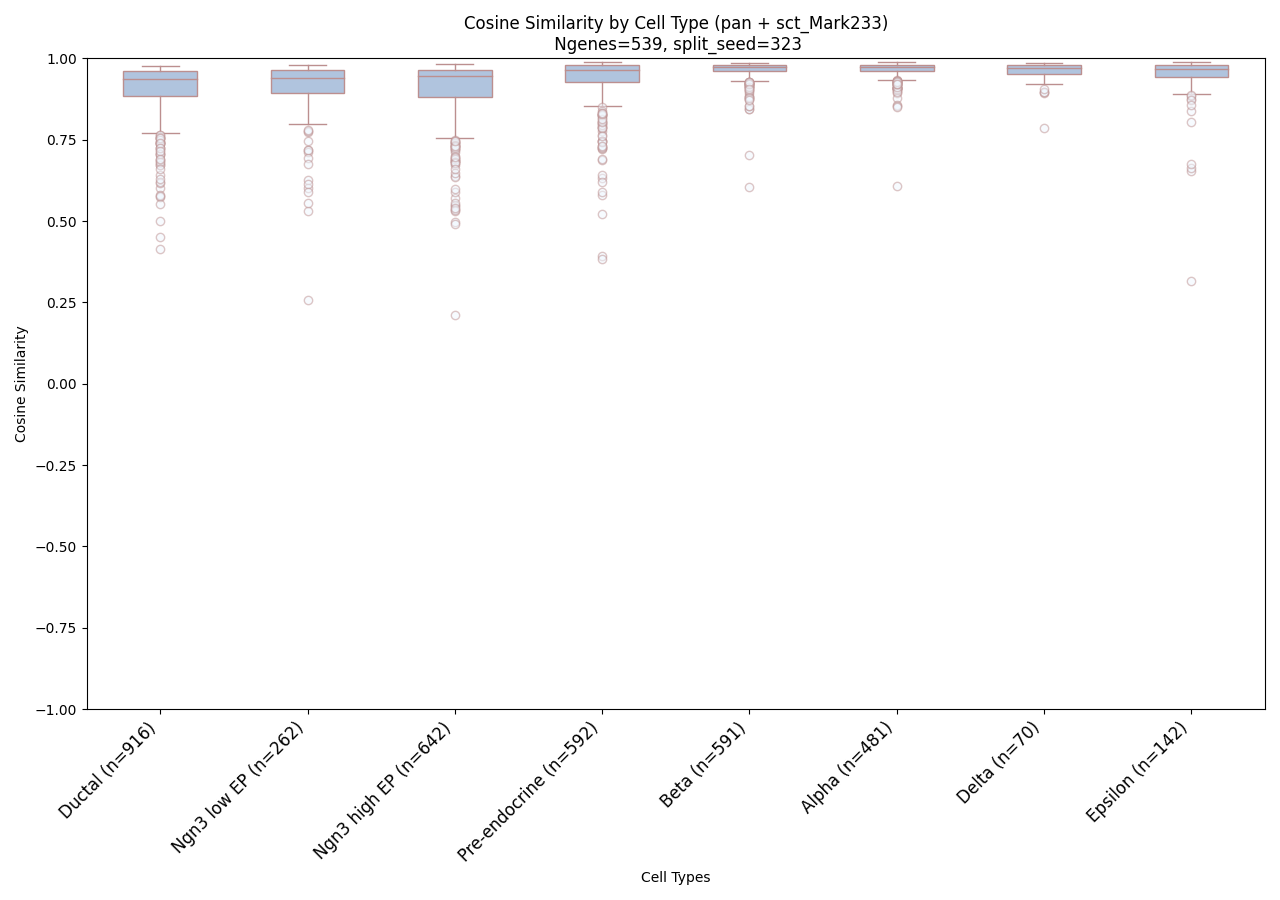 Cosine Similarity by Cell Type (pan + sct_Mark233)
Ngenes=539, split_seed=323
1.00
0.75
0.50
0.25
0.00
−0.25
−0.50
−0.75
−1.00
Cosine Similarity
Ductal (n=916)
Ngn3 low EP (n=262)
Ngn3 high EP (n=642)
Pre-endocrine (n=592)
Beta (n=591)
Alpha (n=481)
Delta (n=70)
Epsilon (n=142)
Cell Types